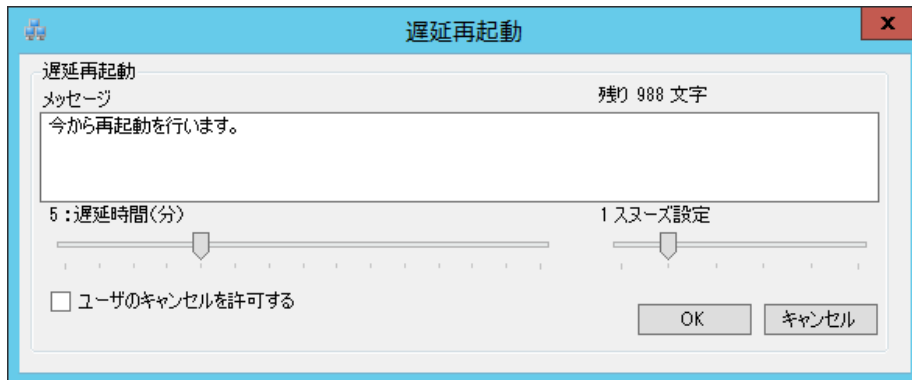 遅延再起動
x
遅延再起動
メッセージ
残り 988 文字
今から再起動を行います。
5 : 遅延時間(分)
1 スヌーズ設定
ユーザのキャンセルを許可する
OK
キャンセル